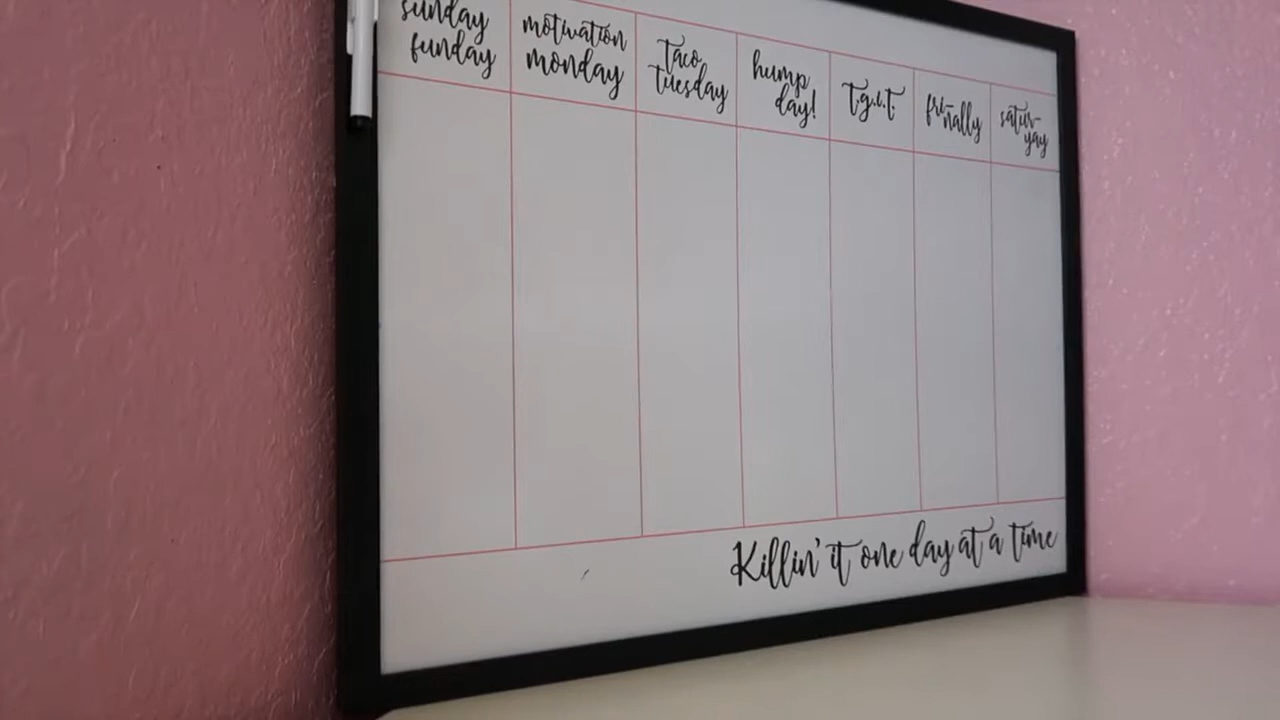 sunday
funday
motivation
monday
taco
tuesday
hump
day!
t.g.i.t.
fri-
nally
satur-
yay
Killin' it one day at a time